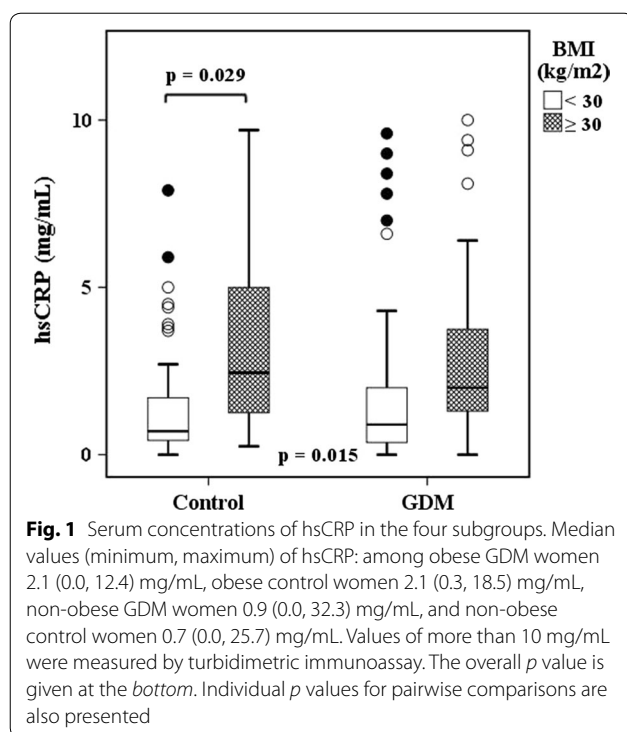 BMI
(kg/m2)
< 30
≥ 30
p = 0.029
10
5
0
hsCRP (mg/mL)
p = 0.015
Control
GDM
Fig. 1 Serum concentrations of hsCRP in the four subgroups. Median
values (minimum, maximum) of hsCRP: among obese GDM women
2.1 (0.0, 12.4) mg/mL, obese control women 2.1 (0.3, 18.5) mg/mL,
non-obese GDM women 0.9 (0.0, 32.3) mg/mL, and non-obese
control women 0.7 (0.0, 25.7) mg/mL. Values of more than 10 mg/mL
were measured by turbidimetric immunoassay. The overall p value is
given at the bottom. Individual p values for pairwise comparisons are
also presented